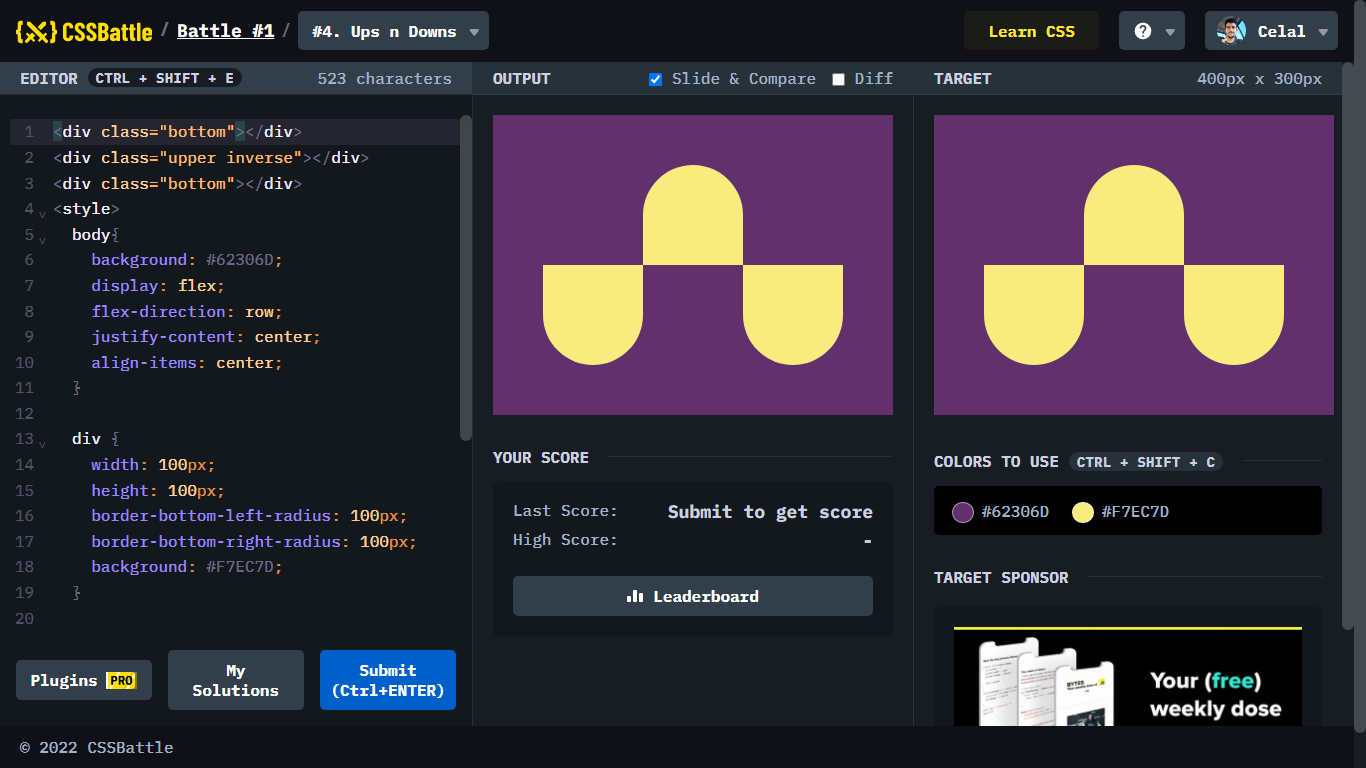 {X} CSSBattle / Battle #1 / #4. Ups n Downs Learn CSS ? Celal
EDITOR CTRL + SHIFT + E 523 characters
OUTPUT Slide & Compare Diff
TARGET 400px x 300px
1 <div class="bottom"></div>
2 <div class="upper inverse"></div>
3 <div class="bottom"></div>
4 <style>
5 body{
6 background: #62306D;
7 display: flex;
8 flex-direction: row;
9 justify-content: center;
10 align-items: center;
11 }
12
13 div {
14 width: 100px;
15 height: 100px;
16 border-bottom-left-radius: 100px;
17 border-bottom-right-radius: 100px;
18 background: #F7EC7D;
19 }
20
Plugins PRO
My
Solutions
Submit
(Ctrl+ENTER)
YOUR SCORE
Last Score: Submit to get score
High Score: -
Leaderboard
COLORS TO USE CTRL + SHIFT + C
#62306D #F7EC7D
TARGET SPONSOR
Your (free)
weekly dose
© 2022 CSSBattle